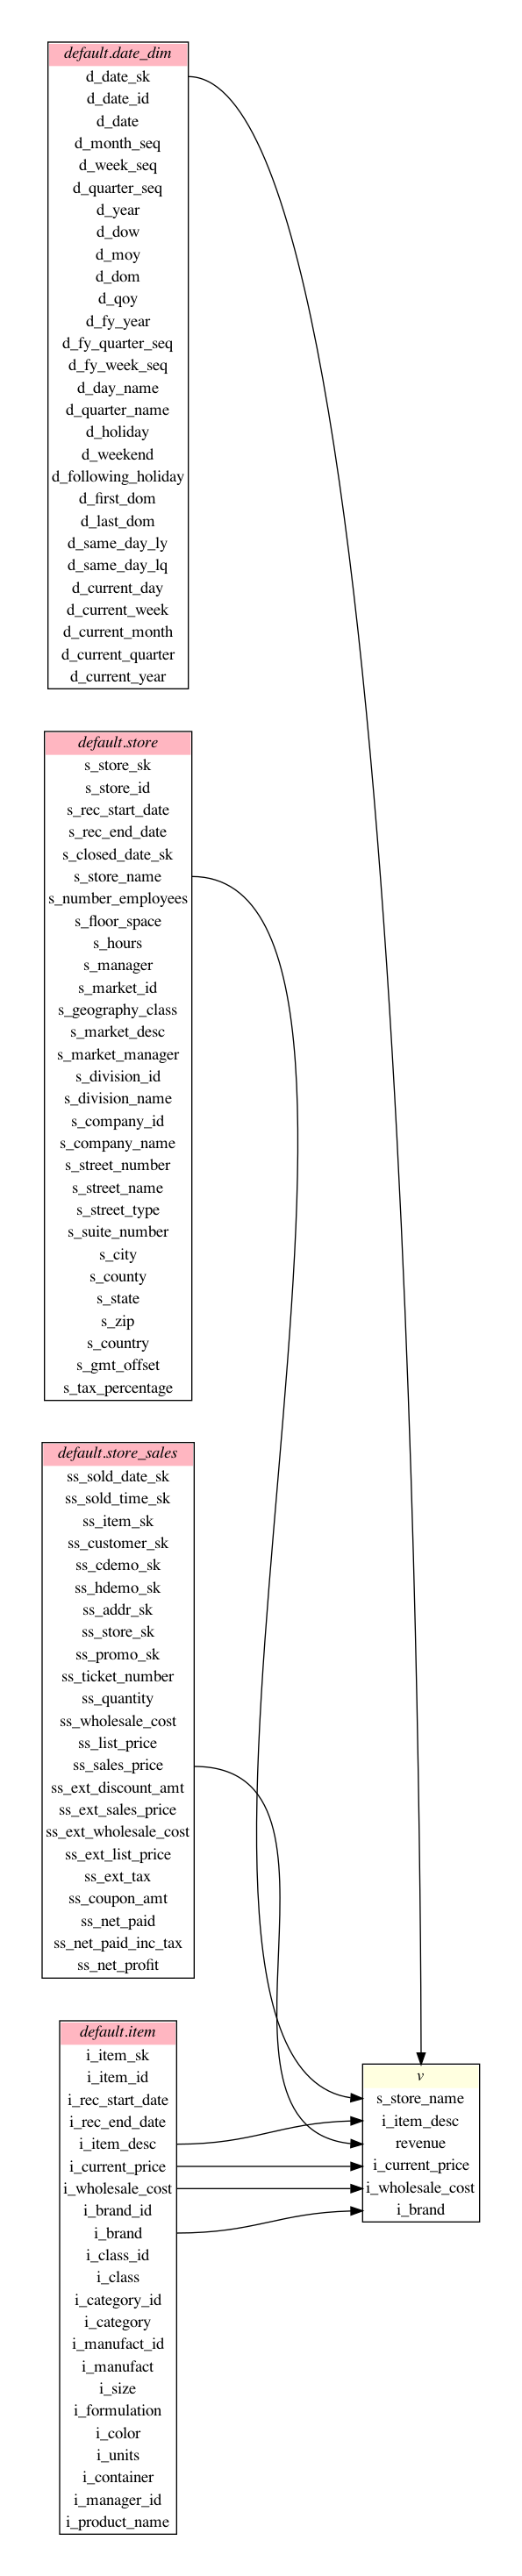 default.date_dim
d_date_sk
d_date_id
d_date
d_month_seq
d_week_seq
d_quarter_seq
d_year
d_dow
d_moy
d_dom
d_qoy
d_fy_year
d_fy_quarter_seq
d_fy_week_seq
d_day_name
d_quarter_name
d_holiday
d_weekend
d_following_holiday
d_first_dom
d_last_dom
d_same_day_ly
d_same_day_lq
d_current_day
d_current_week
d_current_month
d_current_quarter
d_current_year
default.store
s_store_sk
s_store_id
s_rec_start_date
s_rec_end_date
s_closed_date_sk
s_store_name
s_number_employees
s_floor_space
s_hours
s_manager
s_market_id
s_geography_class
s_market_desc
s_market_manager
s_division_id
s_division_name
s_company_id
s_company_name
s_street_number
s_street_name
s_street_type
s_suite_number
s_city
s_county
s_state
s_zip
s_country
s_gmt_offset
s_tax_percentage
default.store_sales
ss_sold_date_sk
ss_sold_time_sk
ss_item_sk
ss_customer_sk
ss_cdemo_sk
ss_hdemo_sk
ss_addr_sk
ss_store_sk
ss_promo_sk
ss_ticket_number
ss_quantity
ss_wholesale_cost
ss_list_price
ss_sales_price
ss_ext_discount_amt
ss_ext_sales_price
ss_ext_wholesale_cost
ss_ext_list_price
ss_ext_tax
ss_coupon_amt
ss_net_paid
ss_net_paid_inc_tax
ss_net_profit
default.item
i_item_sk
i_item_id
i_rec_start_date
i_rec_end_date
i_item_desc
i_current_price
i_wholesale_cost
i_brand_id
i_brand
i_class_id
i_class
i_category_id
i_category
i_manufact_id
i_manufact
i_size
i_formulation
i_color
i_units
i_container
i_manager_id
i_product_name
v
s_store_name
i_item_desc
revenue
i_current_price
i_wholesale_cost
i_brand